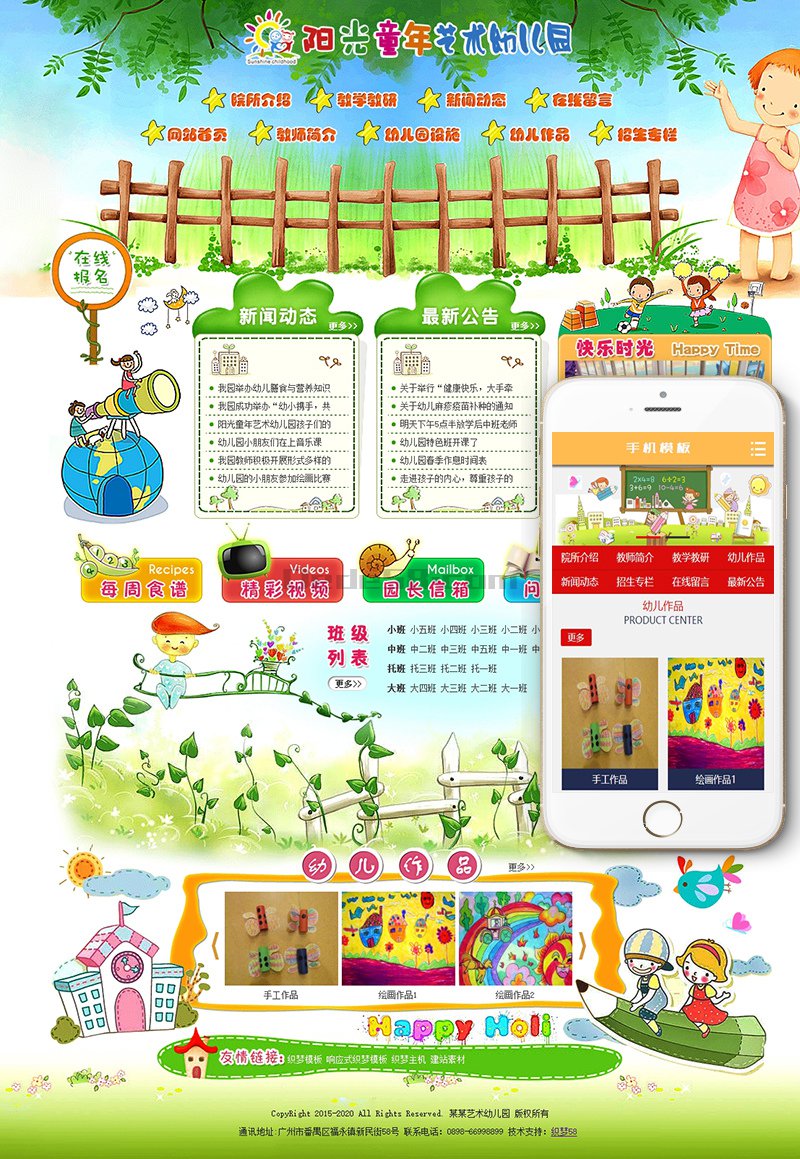 阳光童年艺术幼儿园
Sunshine childhood
院所介绍 教学教研 新闻动态 在线留言
网站首页 教师简介 幼儿园设施 幼儿作品 招生专栏
在线
报名
新闻动态 更多>>
我园举办幼儿膳食与营养知识
我园成功举办“幼小携手，共
阳光童年艺术幼儿园孩子们的
幼儿园小朋友们在上音乐课
我园教师积极开展形式多样的
幼儿园的小朋友参加绘画比赛
最新公告 更多>>
关于举行“健康快乐，大手牵
关于幼儿麻疹疫苗补种的通知
明天下午5点半放学后中班老师
幼儿园特色班开课了
幼儿园春季作息时间表
走进孩子的内心，尊重孩子的
快乐时光 Happy Time
手机模板
2×4=8 6÷2=3
3+6=9 10-4=6
院所介绍 教师简介 教学教研 幼儿作品
新闻动态 招生专栏 在线留言 最新公告
幼儿作品
PRODUCT CENTER
更多
手工作品 绘画作品1
Recipes
每周食谱
Videos
精彩视频
Mailbox
园长信箱
问
班级
列表
更多>>
小班 小五班 小四班 小三班 小二班 小
中班 中二班 中三班 中五班 中一班 中
托班 托三班 托二班 托一班
大班 大四班 大三班 大二班 大一班
幼儿作品 更多>>
手工作品 绘画作品1 绘画作品2
Happy Holi
友情链接: 织梦模板 响应式织梦模板 织梦主机 建站素材
CopyRight 2015-2020 All Rights Reserved. 某某艺术幼儿园 版权所有
通讯地址:广州市番禺区福永镇新民街58号 联系电话: 0898-66998899 技术支持: 织梦58